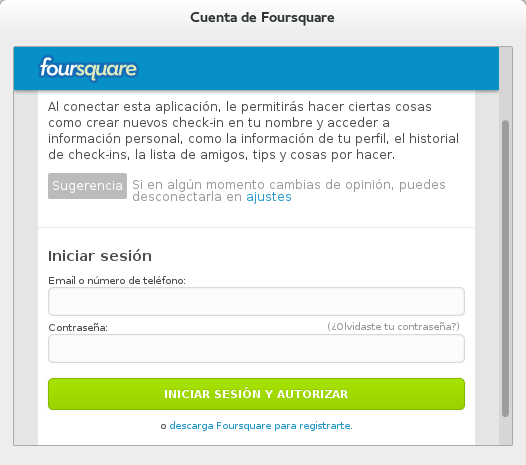 Cuenta de Foursquare
foursquare
Al conectar esta aplicación, le permitirás hacer ciertas cosas
como crear nuevos check-in en tu nombre y acceder a
información personal, como la información de tu perfil, el historial
de check-ins, la lista de amigos, tips y cosas por hacer.
Sugerencia Si en algún momento cambias de opinión, puedes
desconectarla en ajustes
Iniciar sesión
Email o número de teléfono:
Contraseña: (¿Olvidaste tu contraseña?)
INICIAR SESIÓN Y AUTORIZAR
o descarga Foursquare para registrarte.